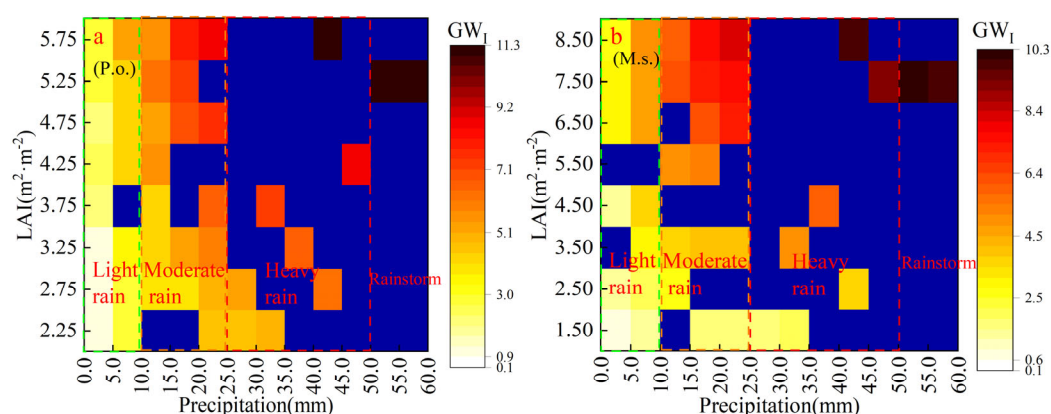 a
(P.o.)
LAI(m²·m⁻²)
5.75
5.25
4.75
4.25
3.75
3.25
2.75
2.25
Light Moderate
rain rain
Heavy
rain
Rainstorm
0.0 5.0 10.0 15.0 20.0 25.0 30.0 35.0 40.0 45.0 50.0 60.0
Precipitation(mm)
GWI
11.3
9.2
7.1
5.1
3.0
0.9
0.1
b
(M.s.)
LAI(m²·m⁻²)
8.50
7.50
6.50
5.50
4.50
3.50
2.50
1.50
Light Moderate
rain rain
Heavy
rain
Rainstorm
0.0 5.0 10.0 15.0 20.0 25.0 30.0 35.0 40.0 45.0 50.0 60.0
Precipitation(mm)
GWI
10.3
8.4
6.4
4.5
2.5
0.6
0.1